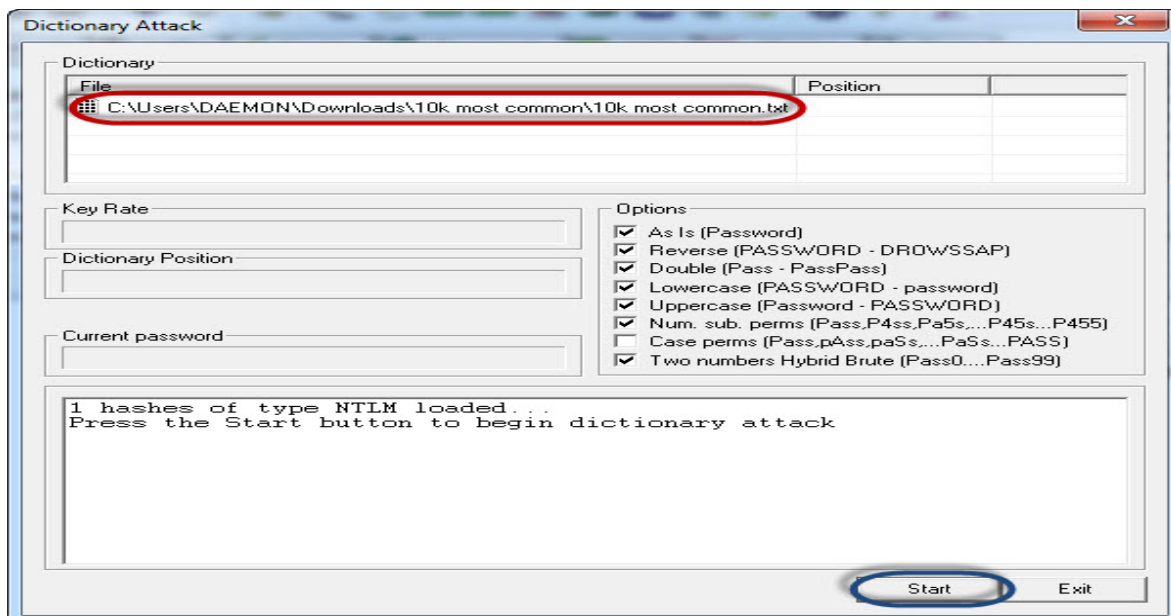 Dictionary Attack
Dictionary
File Position
C:\Users\DAEMON\Downloads\10k most common\10k most common.txt
Key Rate
Dictionary Position
Current password
Options
As Is (Password)
Reverse (PASSWORD - DROWSSAP)
Double (Pass - PassPass)
Lowercase (PASSWORD - password)
Uppercase (Password - PASSWORD)
Num. sub. perms (Pass,P4ss,Pa5s,...P45s...P455)
Case perms (Pass,pAss,paSs,...PaSs...PASS)
Two numbers Hybrid Brute (Pass0....Pass99)
1 hashes of type NTLM loaded...
Press the Start button to begin dictionary attack
Start Exit